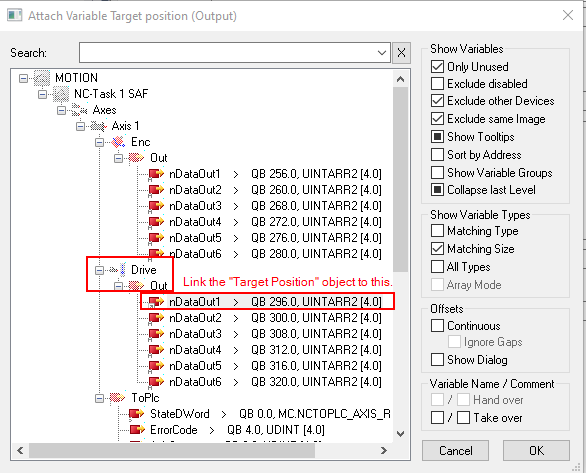 Attach Variable Target position (Output)
Search:
X
MOTION
NC-Task 1 SAF
Axes
Axis 1
Enc
Out
nDataOut1 > QB 256.0, UINTARR2 [4.0]
nDataOut2 > QB 260.0, UINTARR2 [4.0]
nDataOut3 > QB 268.0, UINTARR2 [4.0]
nDataOut4 > QB 272.0, UINTARR2 [4.0]
nDataOut5 > QB 276.0, UINTARR2 [4.0]
nDataOut6 > QB 280.0, UINTARR2 [4.0]
Drive
Link the "Target Position" object to this.
Out
nDataOut1 > QB 296.0, UINTARR2 [4.0]
nDataOut2 > QB 300.0, UINTARR2 [4.0]
nDataOut3 > QB 308.0, UINTARR2 [4.0]
nDataOut4 > QB 312.0, UINTARR2 [4.0]
nDataOut5 > QB 316.0, UINTARR2 [4.0]
nDataOut6 > QB 320.0, UINTARR2 [4.0]
ToPlc
StateDWord > QB 0.0, MC.NCTOPLC_AXIS_R
ErrorCode > QB 4.0, UDINT [4.0]
Show Variables
Only Unused
Exclude disabled
Exclude other Devices
Exclude same Image
Show Tooltips
Sort by Address
Show Variable Groups
Collapse last Level
Show Variable Types
Matching Type
Matching Size
All Types
Array Mode
Offsets
Continuous
Ignore Gaps
Show Dialog
Variable Name / Comment
/ Hand over
/ Take over
Cancel
OK